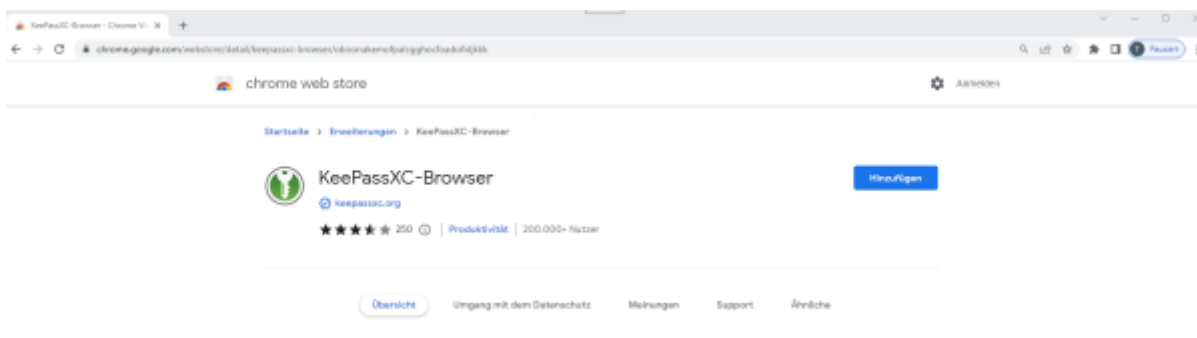 KeePassXC-Browser - Chrome W
chrome.google.com/webstore/detail/keepassxc-browser/oboonakemofpalcgghocfoadofidjkkk
Pausiert
chrome web store
Anmelden
Startseite > Erweiterungen > KeePassXC-Browser
KeePassXC-Browser
Hinzufügen
keepassxc.org
250 | Produktivität | 200.000+ Nutzer
Übersicht Umgang mit dem Datenschutz Meinungen Support Ähnliche